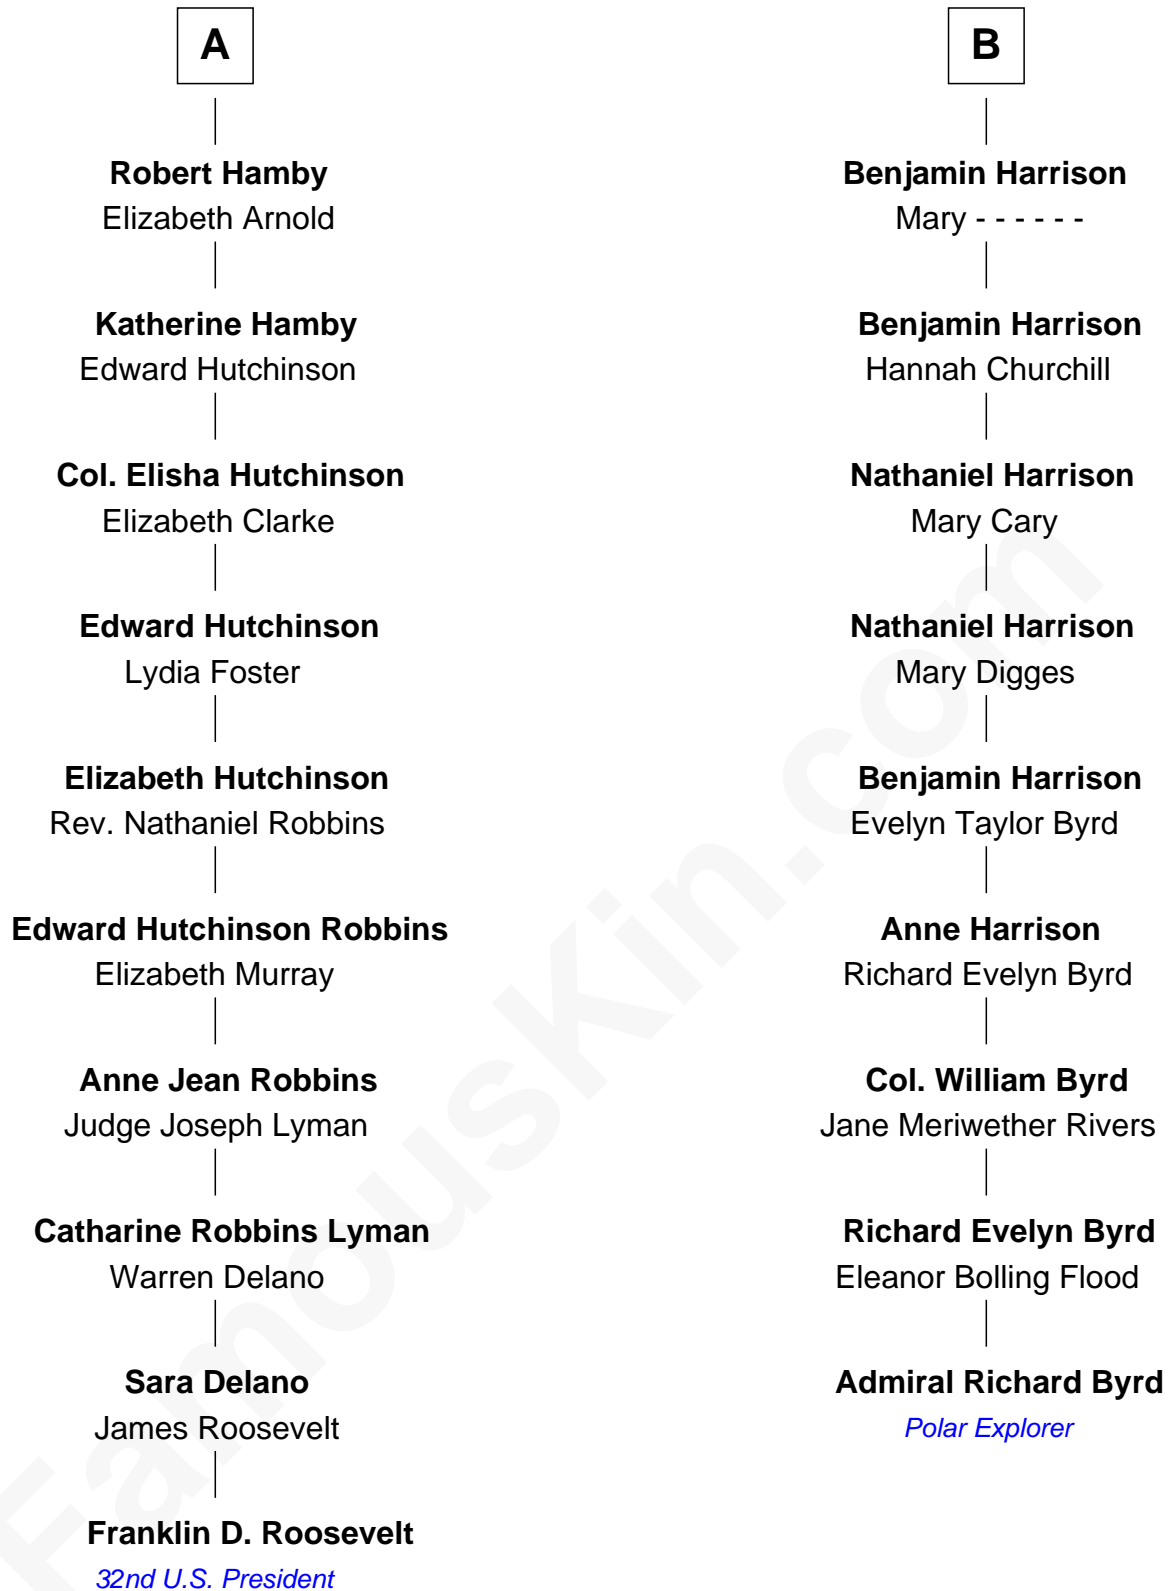 A
Robert Hamby
Elizabeth Arnold
Katherine Hamby
Edward Hutchinson
Col. Elisha Hutchinson
Elizabeth Clarke
Edward Hutchinson
Lydia Foster
Elizabeth Hutchinson
Rev. Nathaniel Robbins
Edward Hutchinson Robbins
Elizabeth Murray
Anne Jean Robbins
Judge Joseph Lyman
Catharine Robbins Lyman
Warren Delano
Sara Delano
James Roosevelt
Franklin D. Roosevelt
32nd U.S. President
B
Benjamin Harrison
Mary - - - - - -
Benjamin Harrison
Hannah Churchill
Nathaniel Harrison
Mary Cary
Nathaniel Harrison
Mary Digges
Benjamin Harrison
Evelyn Taylor Byrd
Anne Harrison
Richard Evelyn Byrd
Col. William Byrd
Jane Meriwether Rivers
Richard Evelyn Byrd
Eleanor Bolling Flood
Admiral Richard Byrd
Polar Explorer
FamousKin.com